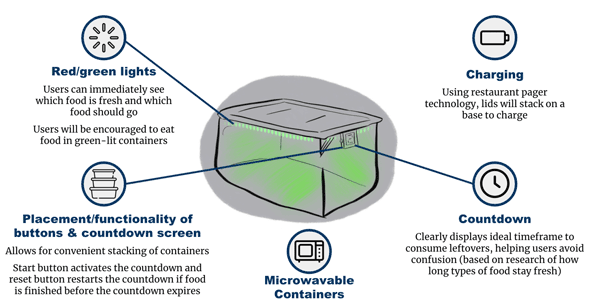 Red/green lights
Users can immediately see
which food is fresh and which
food should go
Users will be encouraged to eat
food in green-lit containers
Charging
Using restaurant pager
technology, lids will stack on a
base to charge
Placement/functionality of
buttons & countdown screen
Allows for convenient stacking of containers
Start button activates the countdown and
reset button restarts the countdown if food
is finished before the countdown expires
Microwavable
Containers
Countdown
Clearly displays ideal timeframe to
consume leftovers, helping users avoid
confusion (based on research of how
long types of food stay fresh)